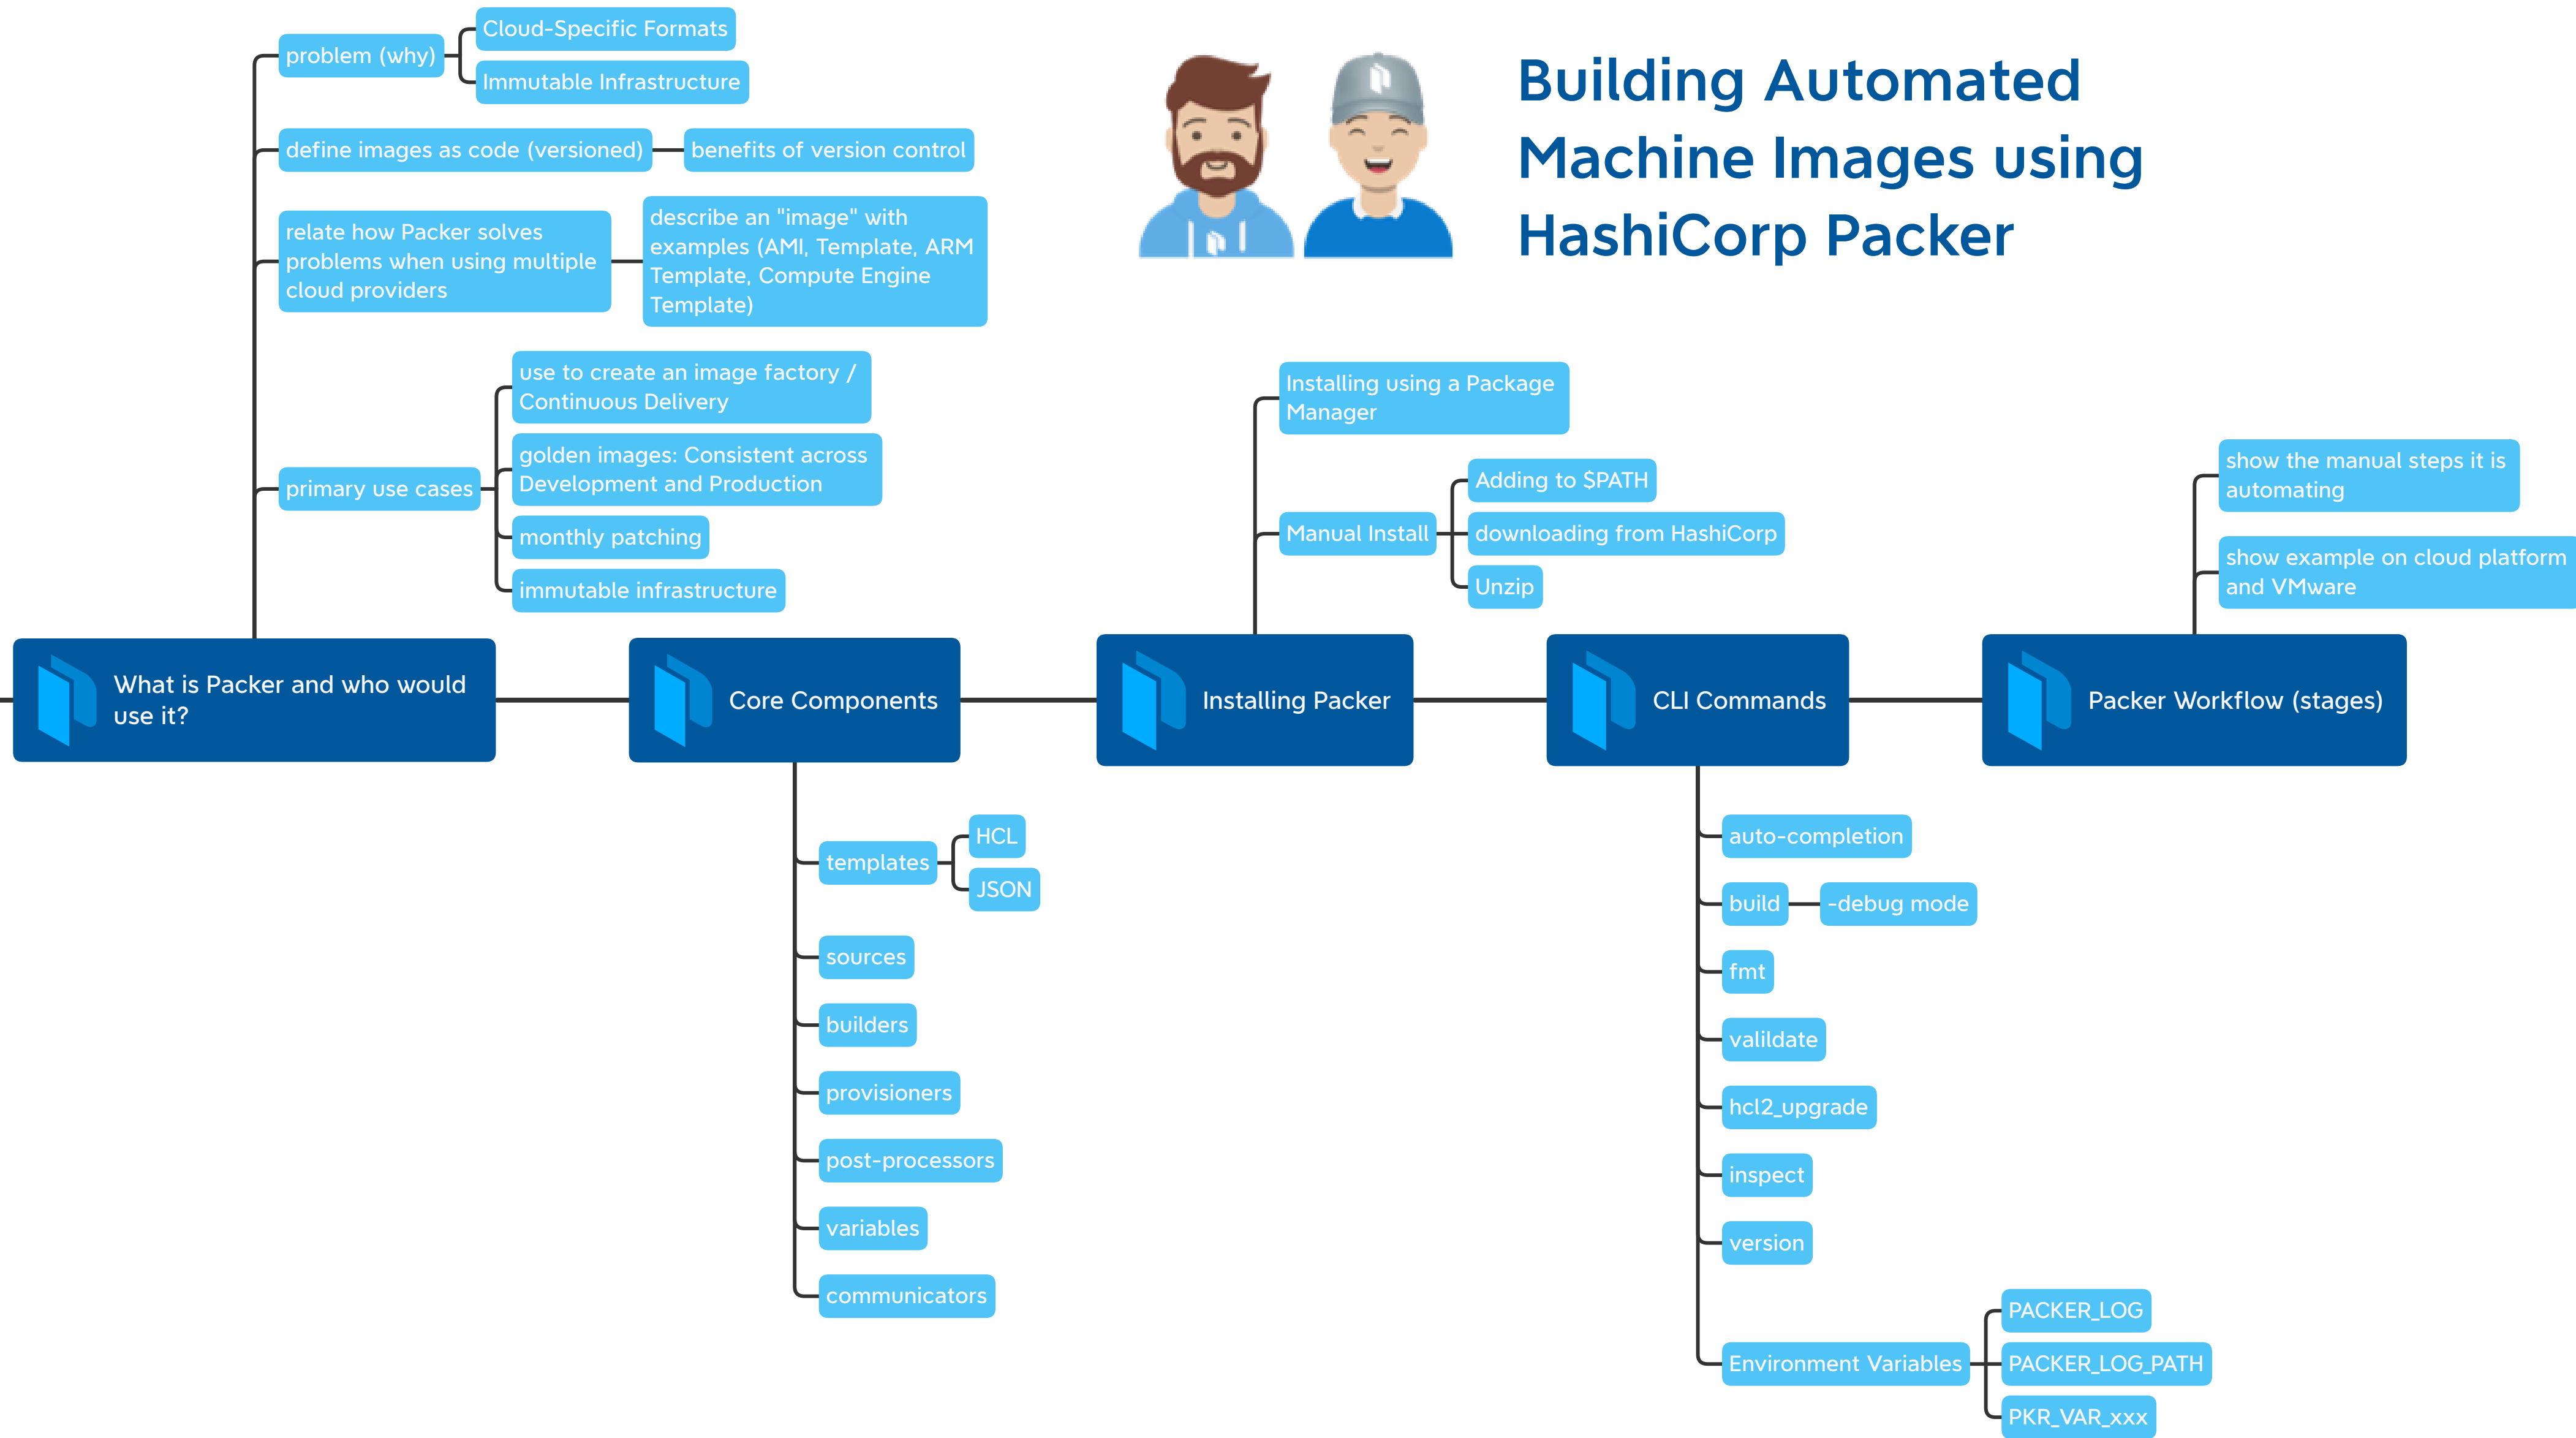 Building Automated
Machine Images using
HashiCorp Packer
What is Packer and who would
use it?
problem (why)
Cloud-Specific Formats
Immutable Infrastructure
define images as code (versioned)
benefits of version control
relate how Packer solves
problems when using multiple
cloud providers
describe an "image" with
examples (AMI, Template, ARM
Template, Compute Engine
Template)
primary use cases
use to create an image factory /
Continuous Delivery
golden images: Consistent across
Development and Production
monthly patching
immutable infrastructure
Core Components
templates
HCL
JSON
sources
builders
provisioners
post-processors
variables
communicators
Installing Packer
Installing using a Package
Manager
Manual Install
Adding to $PATH
downloading from HashiCorp
Unzip
CLI Commands
auto-completion
build
-debug mode
fmt
valildate
hcl2_upgrade
inspect
version
Environment Variables
PACKER_LOG
PACKER_LOG_PATH
PKR_VAR_xxx
Packer Workflow (stages)
show the manual steps it is
automating
show example on cloud platform
and VMware